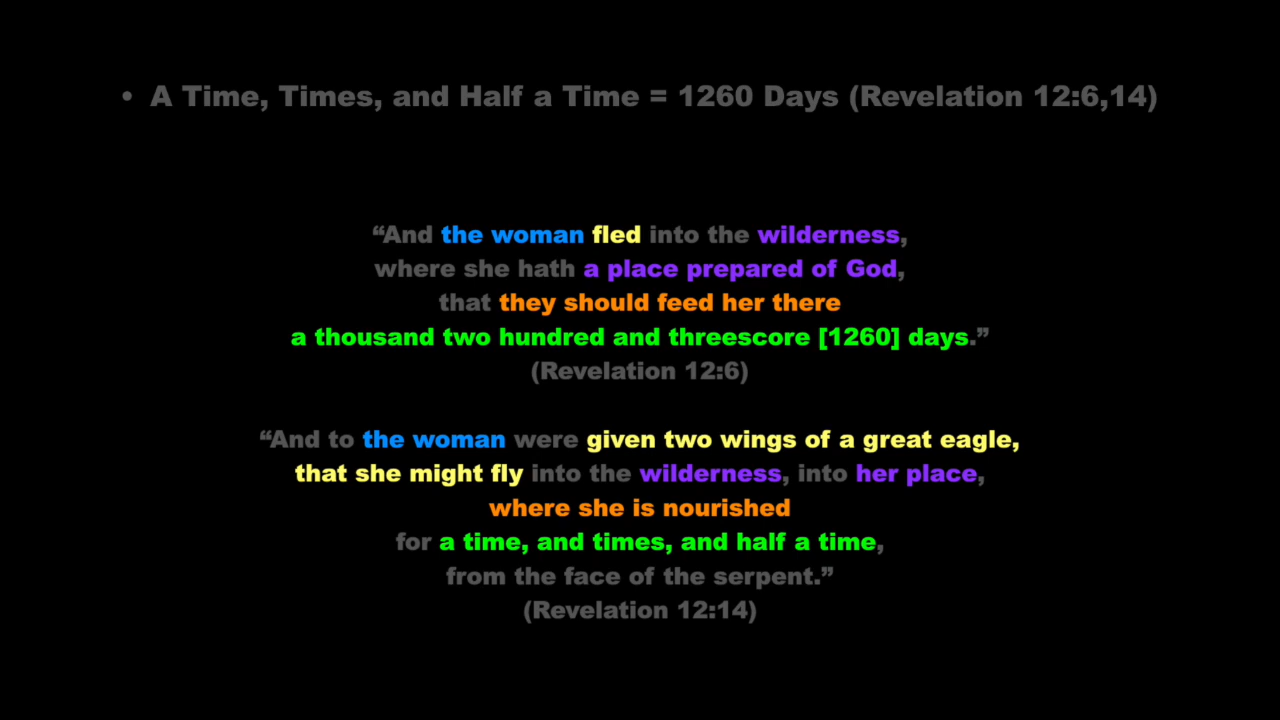 • A Time, Times, and Half a Time = 1260 Days (Revelation 12:6,14)
“And the woman fled into the wilderness,
where she hath a place prepared of God,
that they should feed her there
a thousand two hundred and threescore [1260] days.”
(Revelation 12:6)
“And to the woman were given two wings of a great eagle,
that she might fly into the wilderness, into her place,
where she is nourished
for a time, and times, and half a time,
from the face of the serpent.”
(Revelation 12:14)